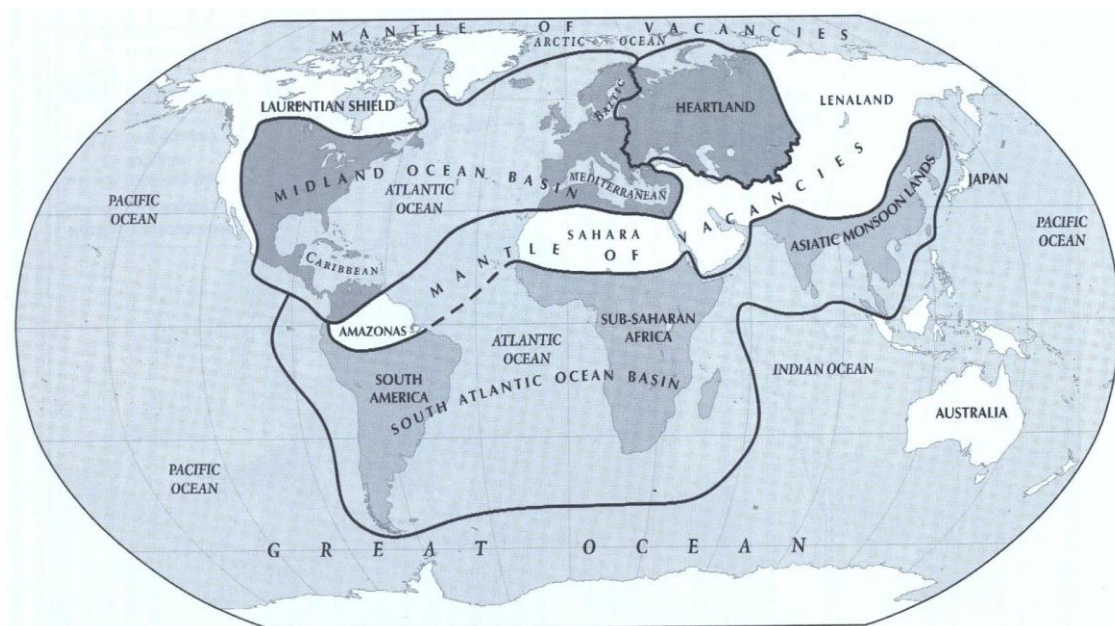 MANTLE OF VACANCIES
ARCTIC OCEAN
LAURENTIAN SHIELD
BALTIC
HEARTLAND
LENALAND
MIDLAND OCEAN BASIN
ATLANTIC
OCEAN
MEDITERRANEAN
PACIFIC
OCEAN
JAPAN
ASIATIC MONSOON LANDS
PACIFIC
OCEAN
SAHARA
MANTLE OF VACANCIES
CARIBBEAN
AMAZONAS
SUB-SAHARAN
AFRICA
ATLANTIC
OCEAN
INDIAN OCEAN
SOUTH
AMERICA
SOUTH ATLANTIC OCEAN BASIN
AUSTRALIA
PACIFIC
OCEAN
GREAT OCEAN